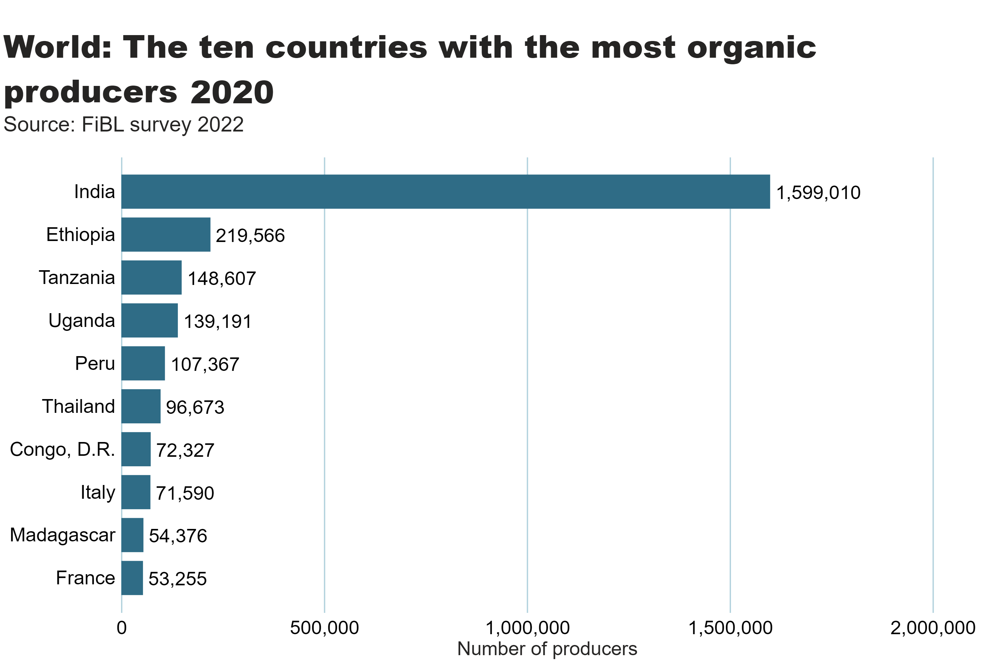 World: The ten countries with the most organic
producers 2020
Source: FiBL survey 2022
India 1,599,010
Ethiopia 219,566
Tanzania 148,607
Uganda 139,191
Peru 107,367
Thailand 96,673
Congo, D.R. 72,327
Italy 71,590
Madagascar 54,376
France 53,255
0 500,000 1,000,000 1,500,000 2,000,000
Number of producers